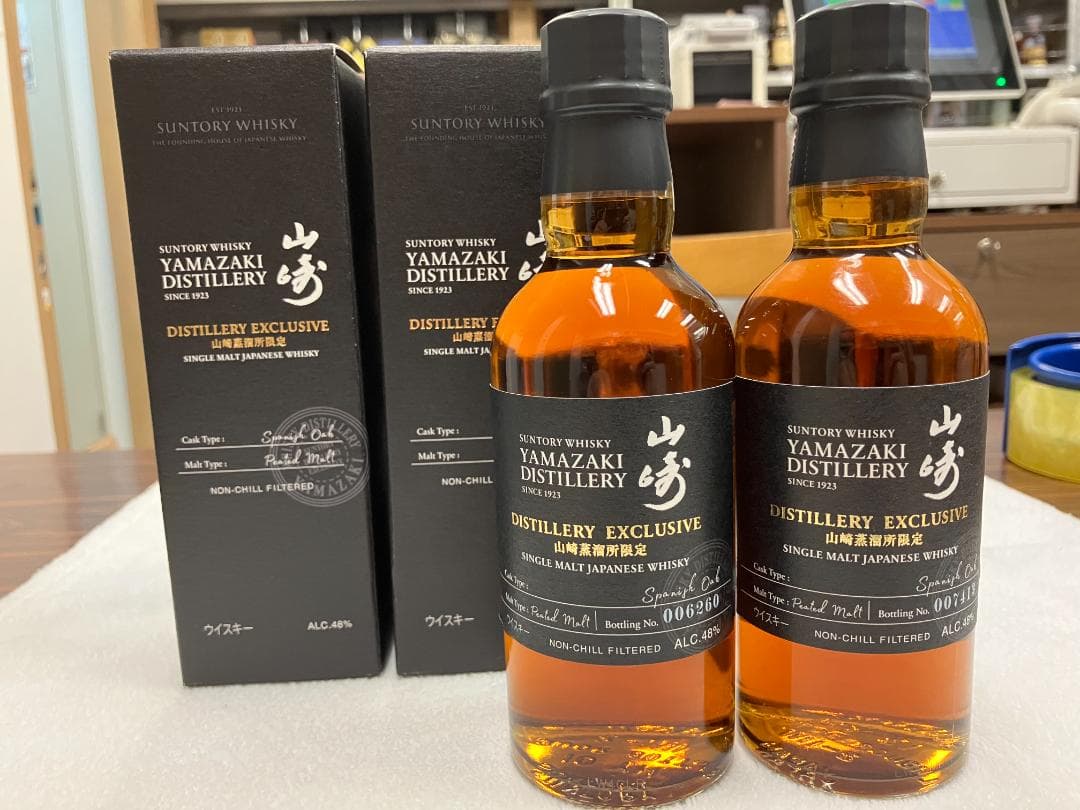 EST 1923
SUNTORY WHISKY
THE FOUNDING HOUSE OF JAPANESE WHISKY
SUNTORY WHISKY
YAMAZAKI
DISTILLERY
SINCE 1923
山崎
DISTILLERY EXCLUSIVE
山崎蒸溜所限定
SINGLE MALT JAPANESE WHISKY
Cask Type : Spanish Oak
Malt Type : Peated Malt
NON-CHILL FILTERED
ウイスキー
ALC.48%
EST 1923
SUNTORY WHISKY
THE FOUNDING HOUSE OF JAPANESE WHISKY
SUNTORY WHISKY
YAMAZAKI
DISTILLERY
SINCE 1923
DISTILLERY E
山崎蒸溜所限定
SINGLE MALT JA
Cask Type :
Malt Type :
NON-CHILL
ウイスキー
SUNTORY WHISKY
YAMAZAKI
DISTILLERY
SINCE 1923
山崎
DISTILLERY EXCLUSIVE
山崎蒸溜所限定
SINGLE MALT JAPANESE WHISKY
Cask Type : Spanish Oak
Malt Type : Peated Malt Bottling No. 006260
ウイスキー NON-CHILL FILTERED ALC.48%
SUNTORY WHISKY
YAMAZAKI
DISTILLERY
SINCE 1923
山崎
DISTILLERY EXCLUSIVE
山崎蒸溜所限定
SINGLE MALT JAPANESE WHISKY
Cask Type : Spanish Oak
Malt Type : Peated Malt Bottling No.
ウイスキー NON-CHILL FILTERED ALC.48%